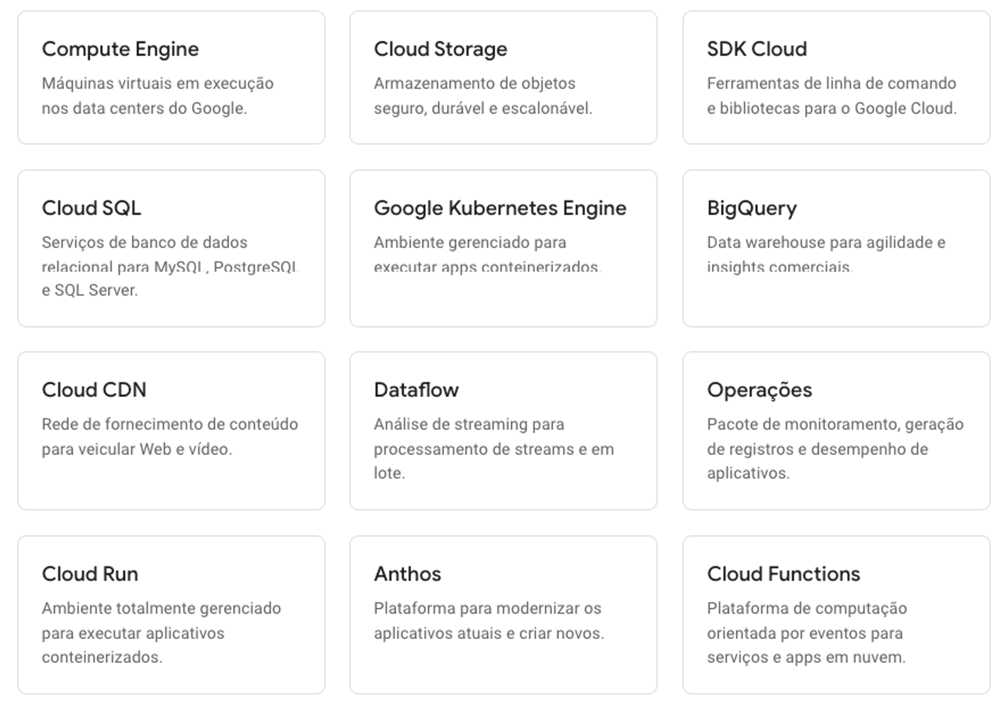 Compute Engine
Máquinas virtuais em execução
nos data centers do Google.
Cloud Storage
Armazenamento de objetos
seguro, durável e escalonável.
SDK Cloud
Ferramentas de linha de comando
e bibliotecas para o Google Cloud.
Cloud SQL
Serviços de banco de dados
relacional para MySQL, PostgreSQL
e SQL Server.
Google Kubernetes Engine
Ambiente gerenciado para
executar apps conteinerizados.
BigQuery
Data warehouse para agilidade e
insights comerciais.
Cloud CDN
Rede de fornecimento de conteúdo
para veicular Web e vídeo.
Dataflow
Análise de streaming para
processamento de streams e em
lote.
Operações
Pacote de monitoramento, geração
de registros e desempenho de
aplicativos.
Cloud Run
Ambiente totalmente gerenciado
para executar aplicativos
conteinerizados.
Anthos
Plataforma para modernizar os
aplicativos atuais e criar novos.
Cloud Functions
Plataforma de computação
orientada por eventos para
serviços e apps em nuvem.